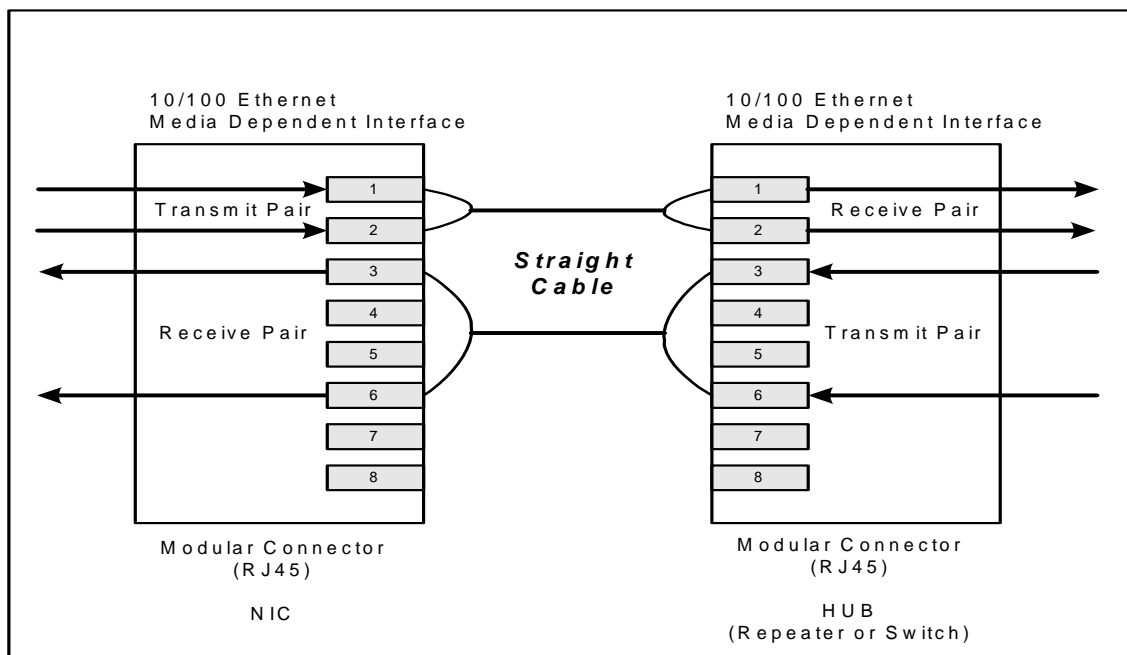 10/100 Ethernet
Media Dependent Interface
1
Transmit Pair
2
3
4
Receive Pair
5
6
7
8
Modular Connector
(RJ45)
NIC
Straight
Cable
10/100 Ethernet
Media Dependent Interface
1
Receive Pair
2
3
4
Transmit Pair
5
6
7
8
Modular Connector
(RJ45)
HUB
(Repeater or Switch)